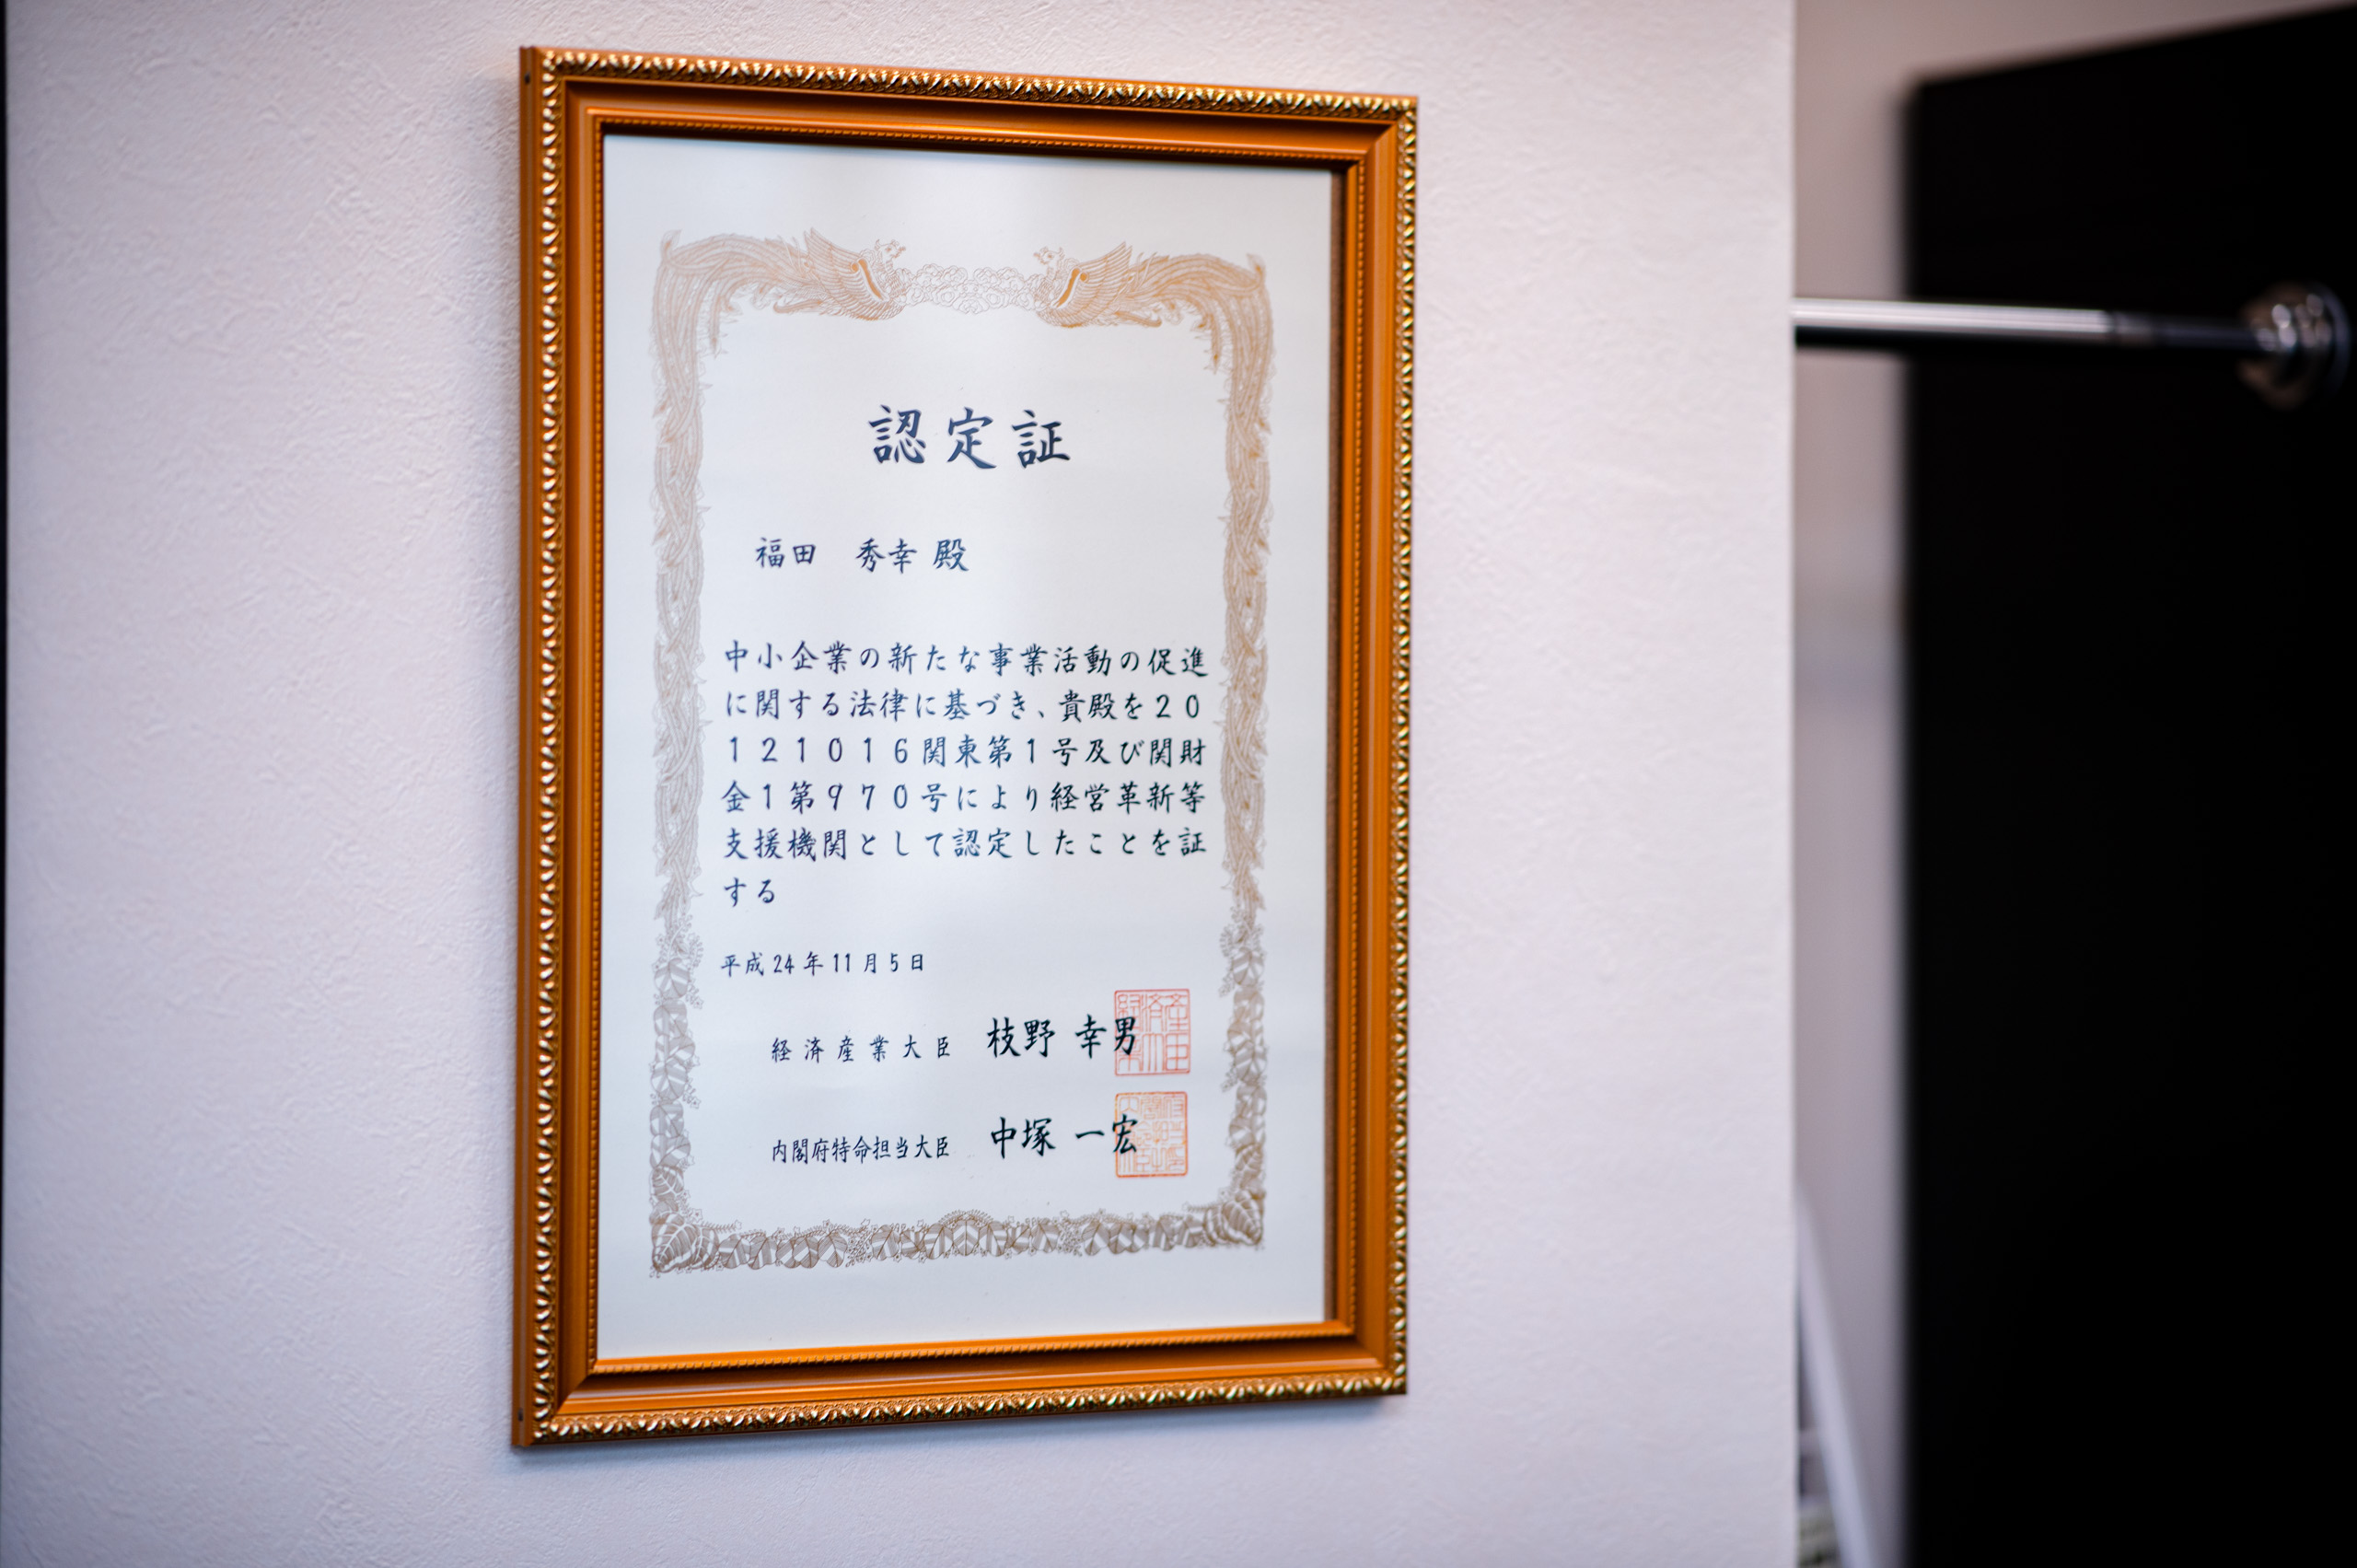 認定証
福田 秀幸 殿
中小企業の新たな事業活動の促進
に関する法律に基づき、貴殿を20
121016関東第1号及び関財
金1第970号により経営革新等
支援機関として認定したことを証
する
平成24年11月5日
経済産業大臣 枝野 幸男
内閣府特命担当大臣 中塚 一宏